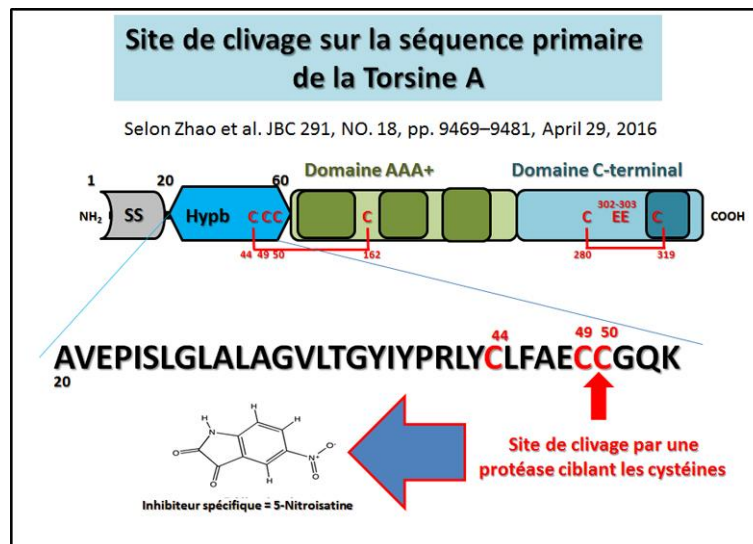 Site de clivage sur la séquence primaire
de la Torsine A
Selon Zhao et al. JBC 291, NO. 18, pp. 9469–9481, April 29, 2016
Domaine AAA+ Domaine C-terminal
1 20 60
302-303
NH2 SS Hypb C C C C C EE C COOH
44 49 50 162 280 319
44 49 50
AVEPISLGLALAGVLTGYIYPRLYCLFAECCGQK
20
H H
N
O
O
H
H
N+
O-
O
Site de clivage par une
protéase ciblant les cystéines
Inhibiteur spécifique = 5-Nitroisatine